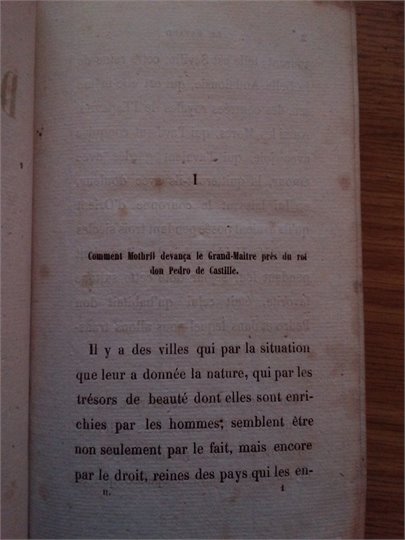 I
Comment Mothril devança le Grand-Maitre près du roi
don Pedro de Castille.
Il y a des villes qui par la situation
que leur a donnée la nature, qui par les
trésors de beauté dont elles sont enri-
chies par les hommes; semblent être
non seulement par le fait, mais encore
par le droit, reines des pays qui les en-
II. 1